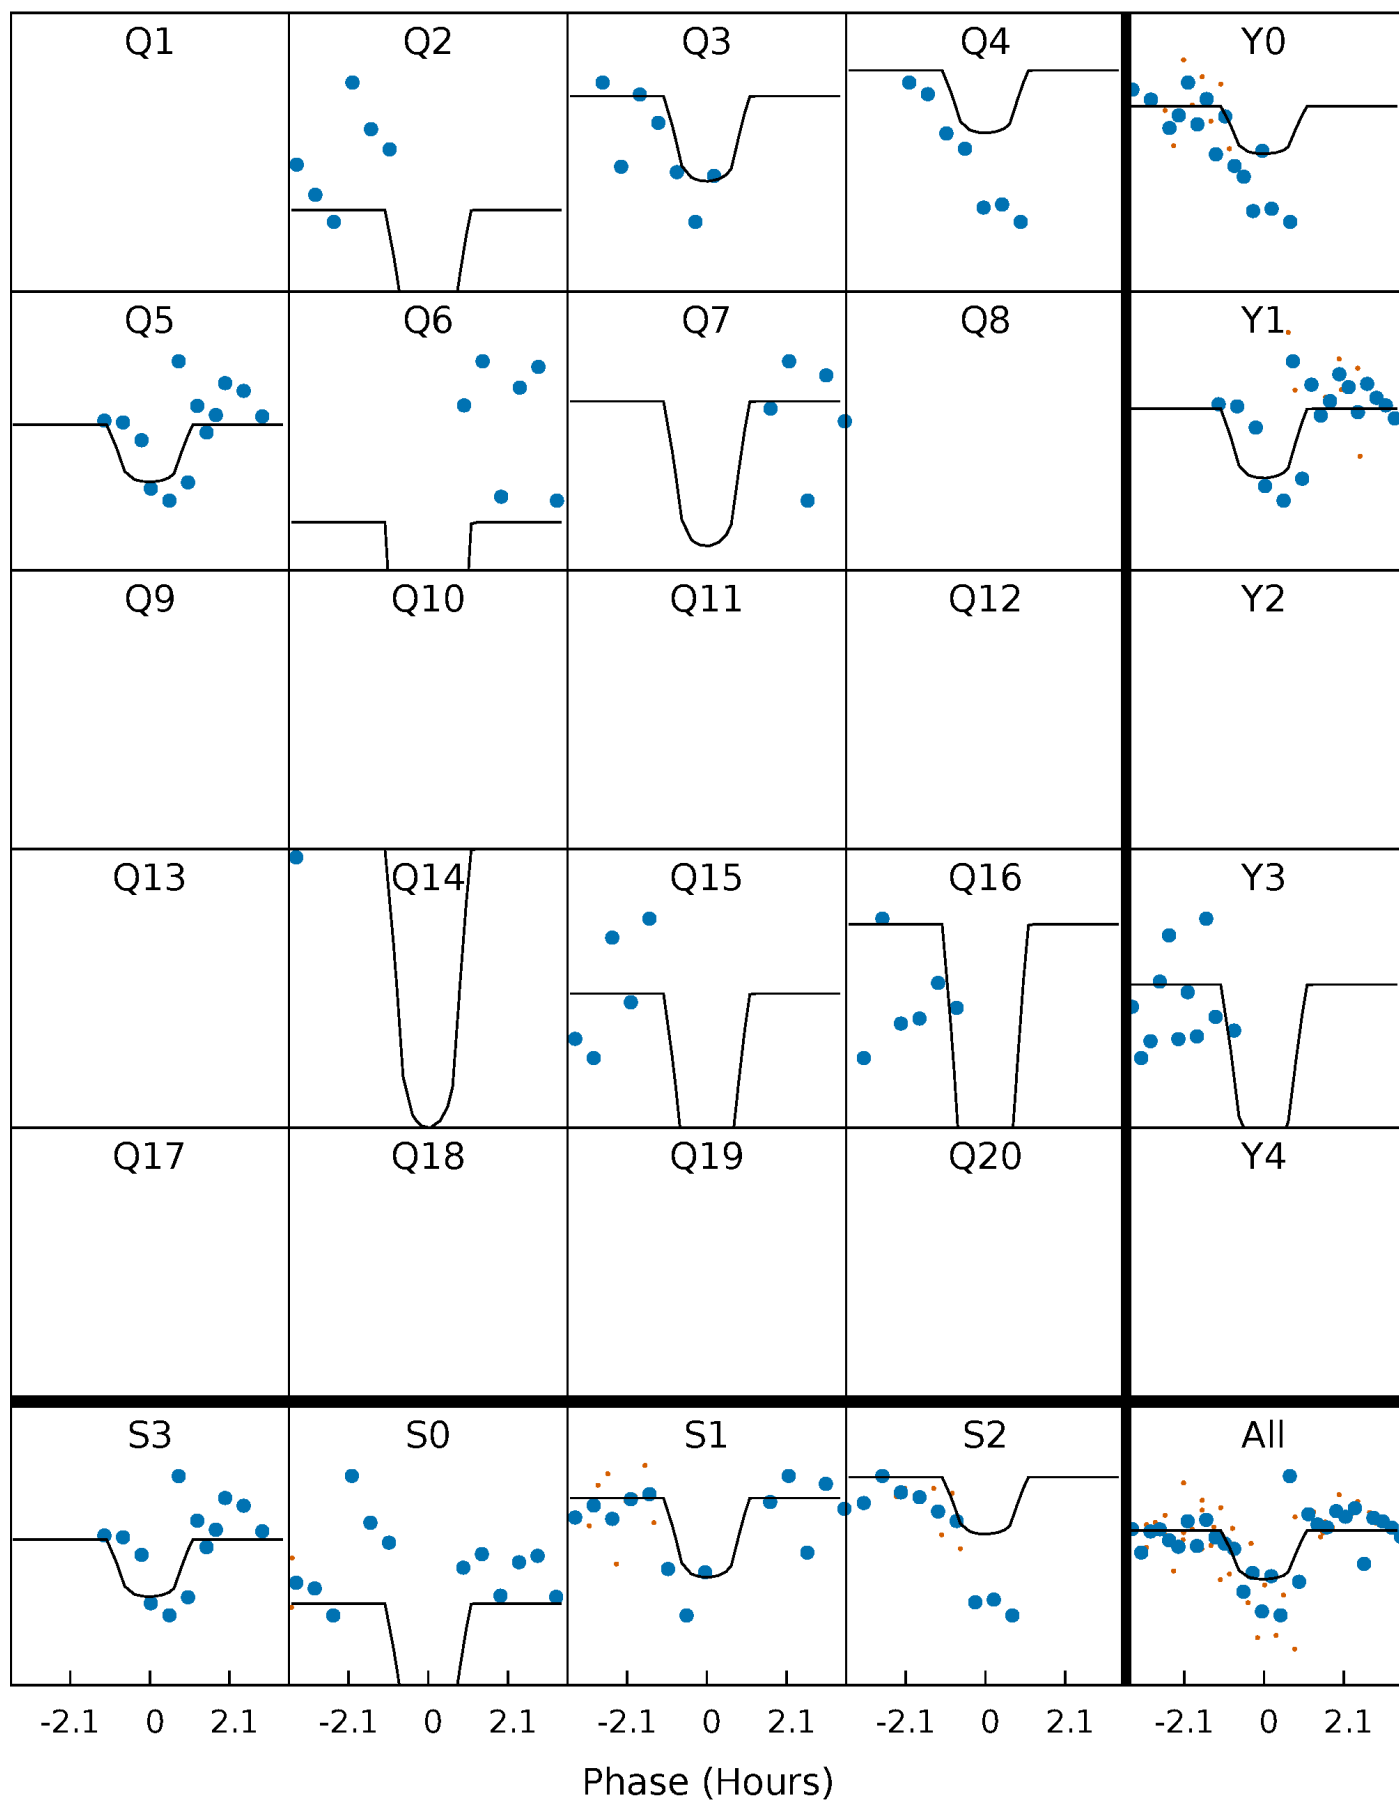 Q1 Q2 Q3 Q4 Y0
Q5 Q6 Q7 Q8 Y1
Q9 Q10 Q11 Q12 Y2
Q13 Q14 Q15 Q16 Y3
Q17 Q18 Q19 Q20 Y4
S3 S0 S1 S2 All
-2.1 0 2.1 -2.1 0 2.1 -2.1 0 2.1 -2.1 0 2.1 -2.1 0 2.1
Phase (Hours)